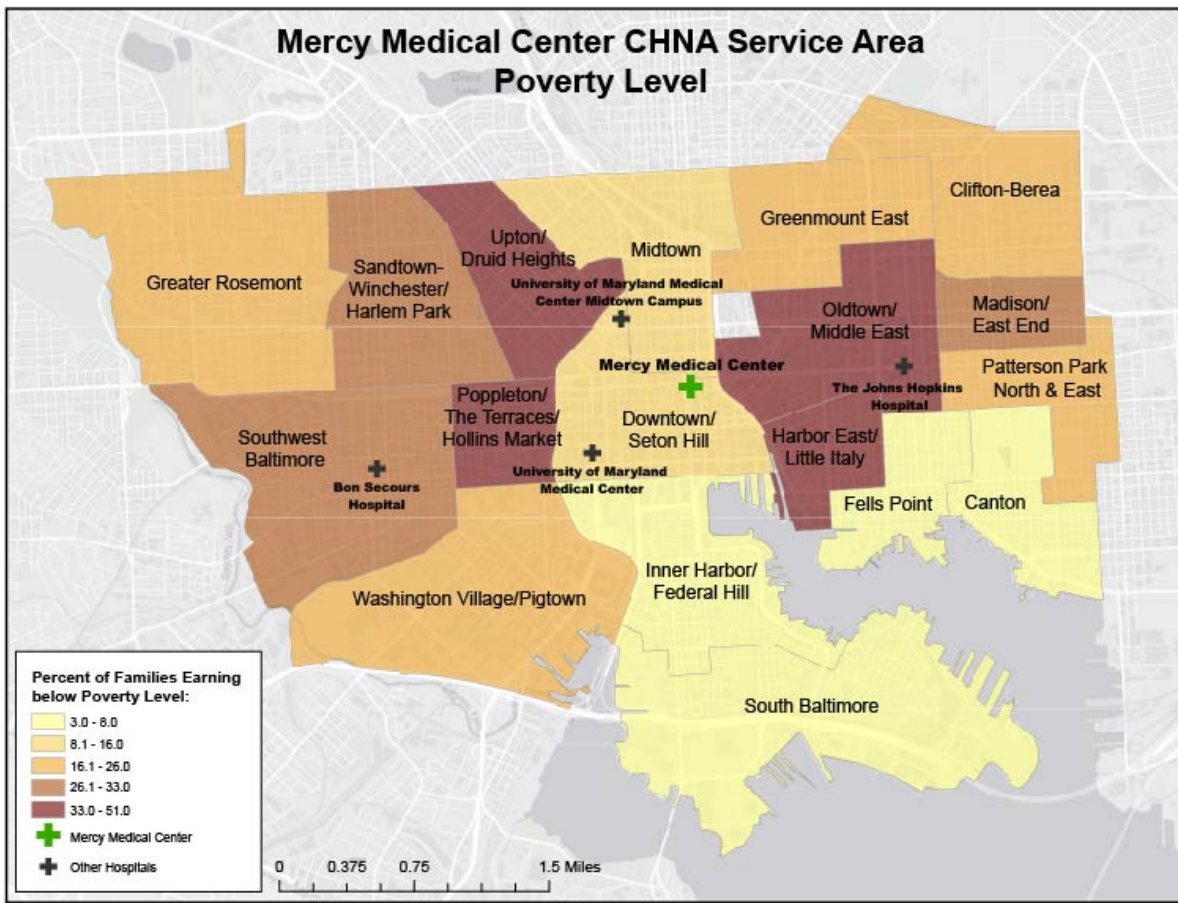 Mercy Medical Center CHNA Service Area
Poverty Level
Clifton-Berea
Greenmount East
Upton/
Druid Heights
Midtown
Sandtown-
Winchester/
Harlem Park
Greater Rosemont
University of Maryland Medical
Center Midtown Campus
Oldtown/
Middle East
Madison/
East End
Mercy Medical Center
Patterson Park
North & East
The Johns Hopkins
Hospital
Poppleton/
The Terraces/
Hollins Market
Downtown/
Seton Hill
Harbor East/
Little Italy
Southwest
Baltimore
Bon Secours
Hospital
University of Maryland
Medical Center
Fells Point
Canton
Inner Harbor/
Federal Hill
Washington Village/Pigtown
South Baltimore
Percent of Families Earning
below Poverty Level:
3.0 - 8.0
8.1 - 16.0
16.1 - 26.0
26.1 - 33.0
33.0 - 51.0
Mercy Medical Center
Other Hospitals
0 0.375 0.75 1.5 Miles